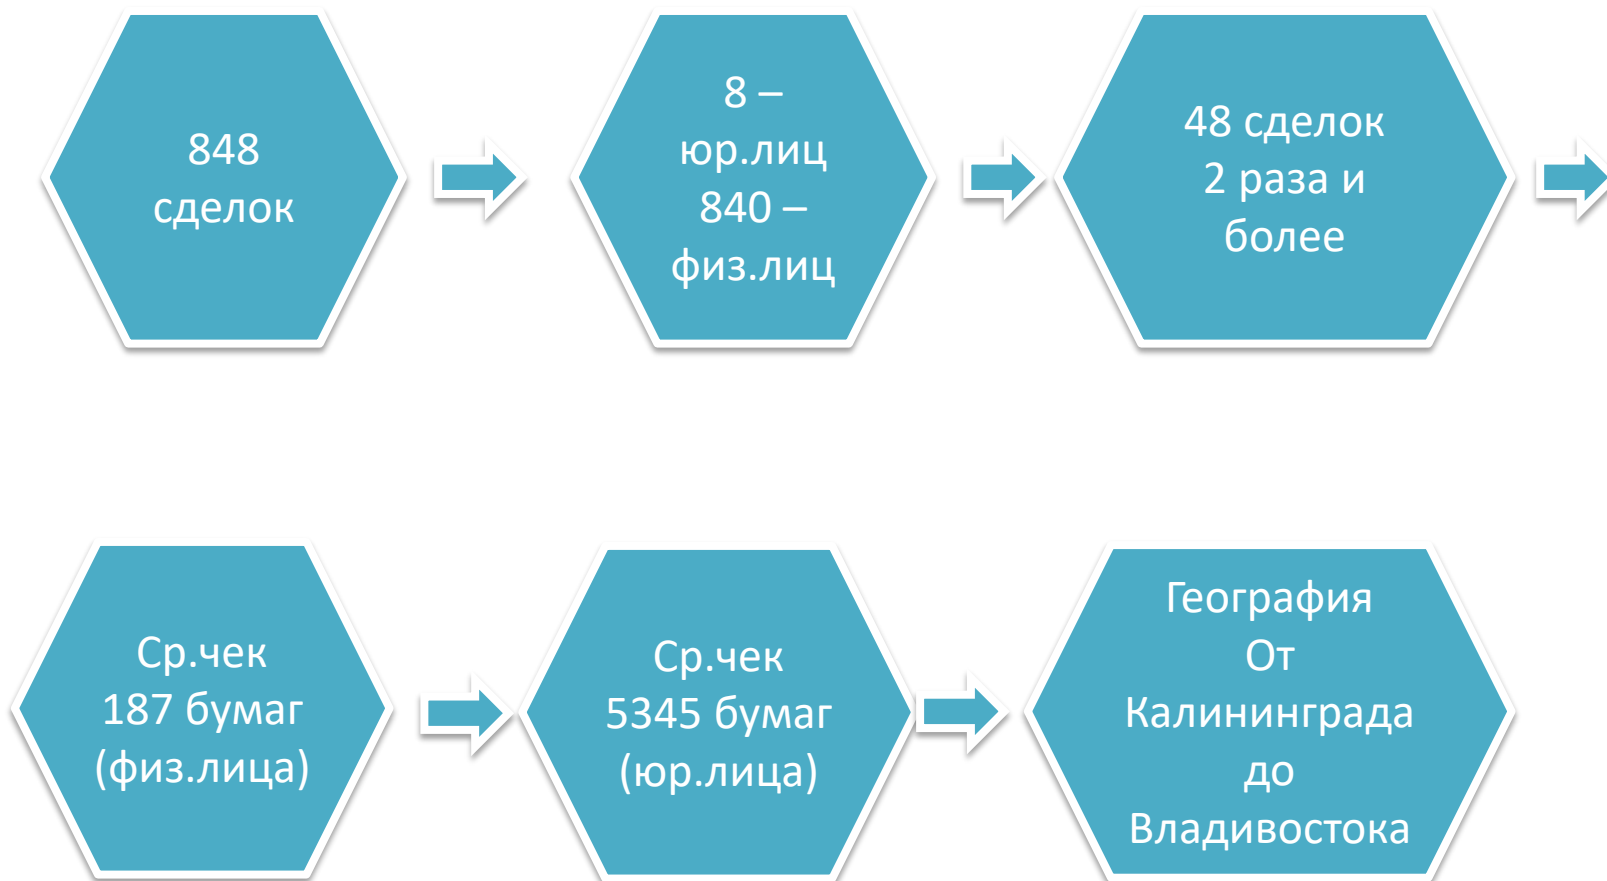 848
сделок
8 –
юр.лиц
840 –
физ.лиц
48 сделок
2 раза и
более
Ср.чек
187 бумаг
(физ.лица)
Ср.чек
5345 бумаг
(юр.лица)
География
От
Калининграда
до
Владивостока